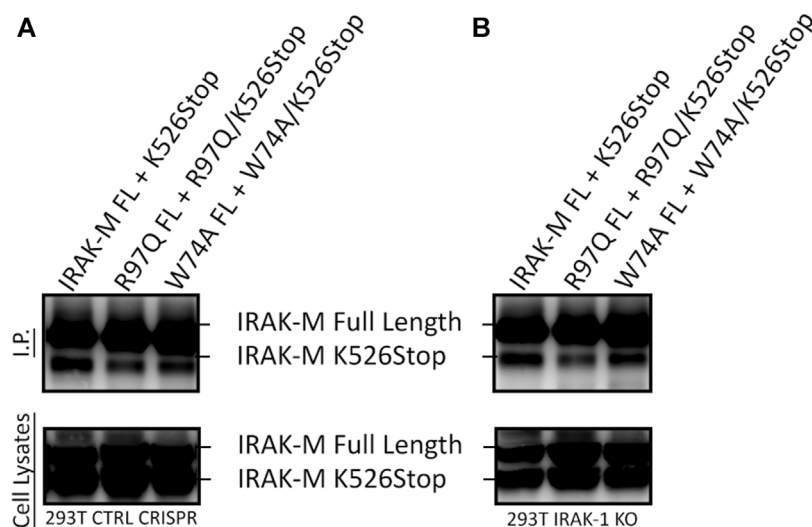 A
IRAK-M FL + K526Stop
R97Q FL + R97Q/K526Stop
W74A FL + W74A/K526Stop
B
IRAK-M FL + K526Stop
R97Q FL + R97Q/K526Stop
W74A FL + W74A/K526Stop
I.P.
IRAK-M Full Length
IRAK-M K526Stop
Cell Lysates
IRAK-M Full Length
IRAK-M K526Stop
293T CTRL CRISPR
293T IRAK-1 KO